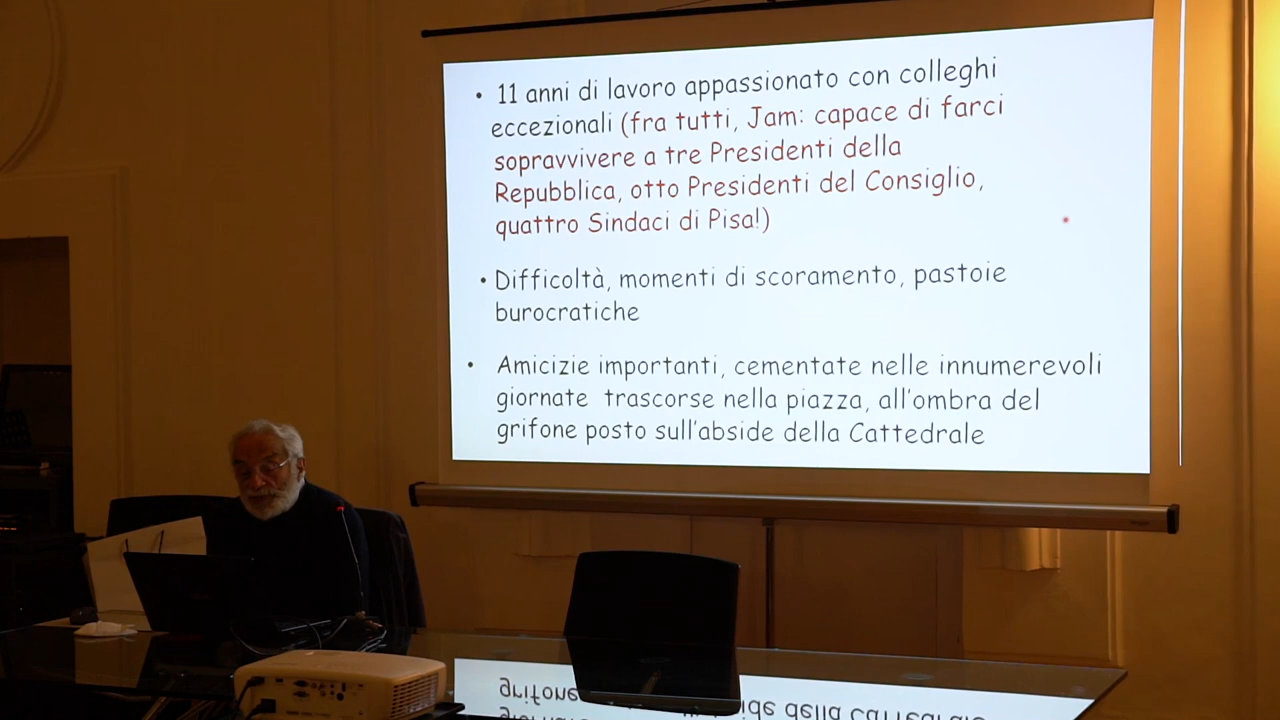 • 11 anni di lavoro appassionato con colleghi
eccezionali (fra tutti, Jam: capace di farci
sopravvivere a tre Presidenti della
Repubblica, otto Presidenti del Consiglio,
quattro Sindaci di Pisa!)
• Difficoltà, momenti di scoramento, pastoie
burocratiche
• Amicizie importanti, cementate nelle innumerevoli
giornate trascorse nella piazza, all'ombra del
grifone posto sull'abside della Cattedrale